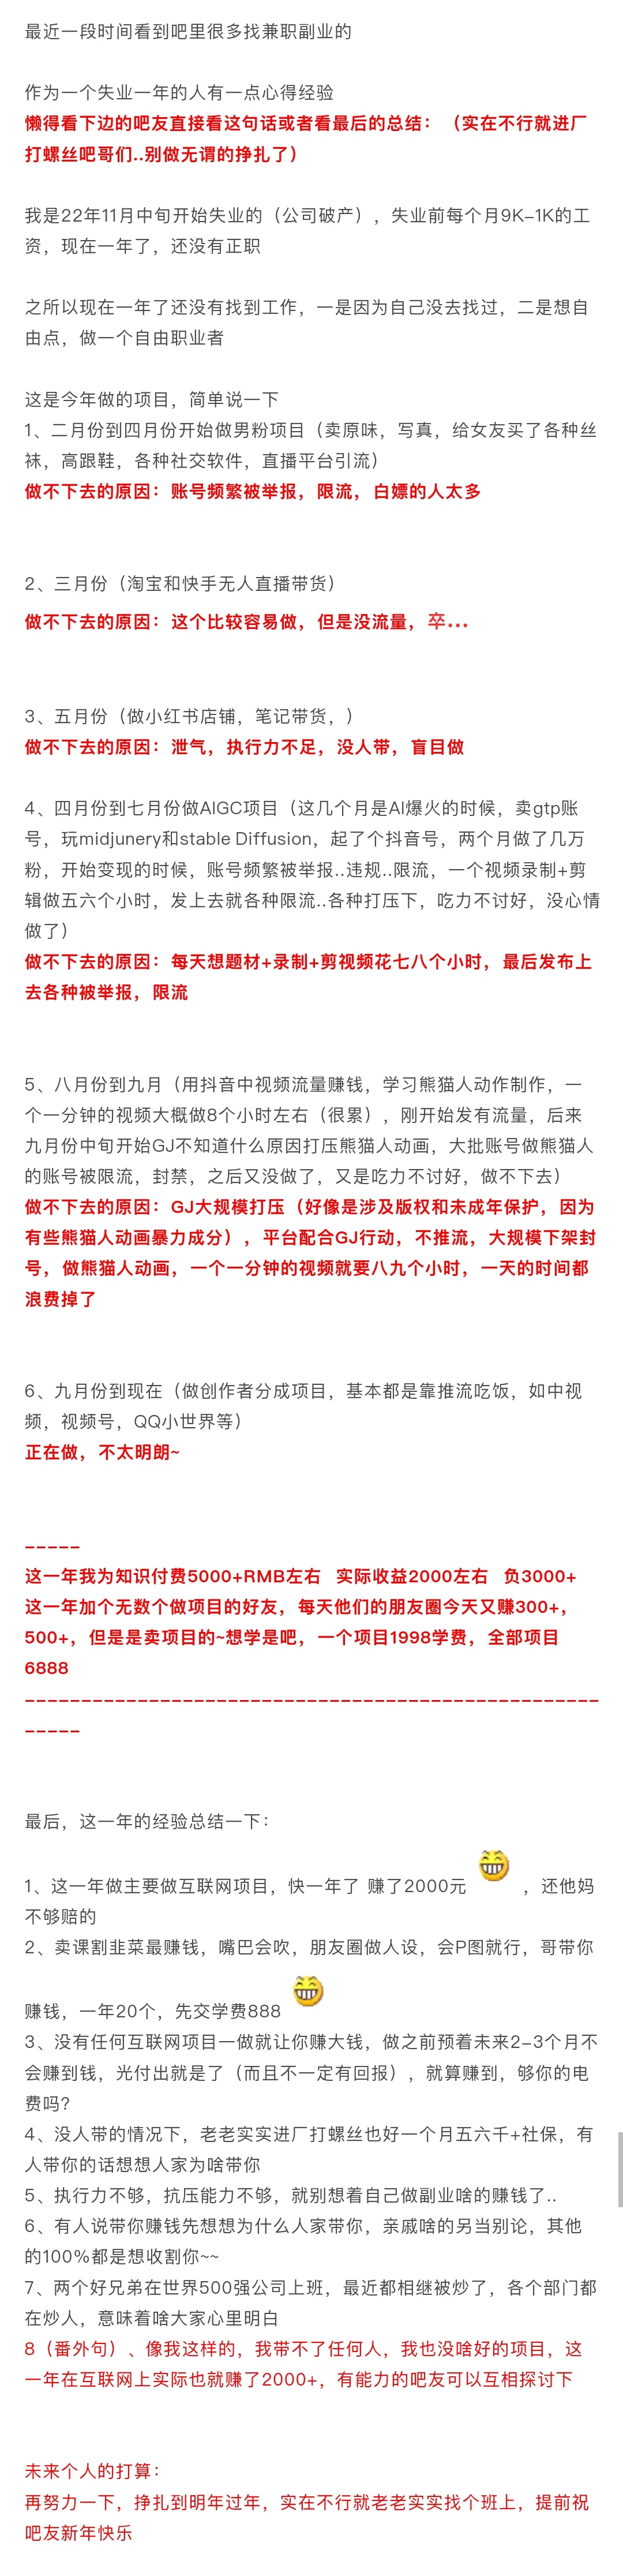 最近一段时间看到吧里很多找兼职副业的
作为一个失业一年的人有一点心得经验
懒得看下边的吧友直接看这句话或者看最后的总结：（实在不行就进厂
打螺丝吧哥们..别做无谓的挣扎了）
我是22年11月中旬开始失业的（公司破产），失业前每个月9K-1K的工
资，现在一年了，还没有正职
之所以现在一年了还没有找到工作，一是因为自己没去找过，二是想自
由点，做一个自由职业者
这是今年做的项目，简单说一下
1、二月份到四月份开始做男粉项目（卖原味，写真，给女友买了各种丝
袜，高跟鞋，各种社交软件，直播平台引流）
做不下去的原因：账号频繁被举报，限流，白嫖的人太多
2、三月份（淘宝和快手无人直播带货）
做不下去的原因：这个比较容易做，但是没流量，卒...
3、五月份（做小红书店铺，笔记带货，）
做不下去的原因：泄气，执行力不足，没人带，盲目做
4、四月份到七月份做AIGC项目（这几个月是AI爆火的时候，卖gtp账
号，玩midjunery和stable Diffusion，起了个抖音号，两个月做了几万
粉，开始变现的时候，账号频繁被举报..违规..限流，一个视频录制+剪
辑做五六个小时，发上去就各种限流..各种打压下，吃力不讨好，没心情
做了）
做不下去的原因：每天想题材+录制+剪视频花七八个小时，最后发布上
去各种被举报，限流
5、八月份到九月（用抖音中视频流量赚钱，学习熊猫人动作制作，一
个一分钟的视频大概做8个小时左右（很累），刚开始发有流量，后来
九月份中旬开始GJ不知道什么原因打压熊猫人动画，大批账号做熊猫人
的账号被限流，封禁，之后又没做了，又是吃力不讨好，做不下去）
做不下去的原因：GJ大规模打压（好像是涉及版权和未成年保护，因为
有些熊猫人动画暴力成分），平台配合GJ行动，不推流，大规模下架封
号，做熊猫人动画，一个一分钟的视频就要八九个小时，一天的时间都
浪费掉了
6、九月份到现在（做创作者分成项目，基本都是靠推流吃饭，如中视
频，视频号，QQ小世界等）
正在做，不太明朗~
-----
这一年我为知识付费5000+RMB左右 实际收益2000左右 负3000+
这一年加个无数个做项目的好友，每天他们的朋友圈今天又赚300+，
500+，但是是卖项目的~想学是吧，一个项目1998学费，全部项目
6888
---------------------------------------------------
-----
最后，这一年的经验总结一下：
1、这一年做主要做互联网项目，快一年了 赚了2000元 ，还他妈
不够赔的
2、卖课割韭菜最赚钱，嘴巴会吹，朋友圈做人设，会P图就行，哥带你
赚钱，一年20个，先交学费888
3、没有任何互联网项目一做就让你赚大钱，做之前预着未来2-3个月不
会赚到钱，光付出就是了（而且不一定有回报），就算赚到，够你的电
费吗?
4、没人带的情况下，老老实实进厂打螺丝也好一个月五六千+社保，有
人带你的话想想人家为啥带你
5、执行力不够，抗压能力不够，就别想着自己做副业啥的赚钱了..
6、有人说带你赚钱先想想为什么人家带你，亲戚啥的另当别论，其他
的100%都是想收割你~~
7、两个好兄弟在世界500强公司上班，最近都相继被炒了，各个部门都
在炒人，意味着啥大家心里明白
8（番外句）、像我这样的，我带不了任何人，我也没啥好的项目，这
一年在互联网上实际也就赚了2000+，有能力的吧友可以互相探讨下
未来个人的打算：
再努力一下，挣扎到明年过年，实在不行就老老实实找个班上，提前祝
吧友新年快乐